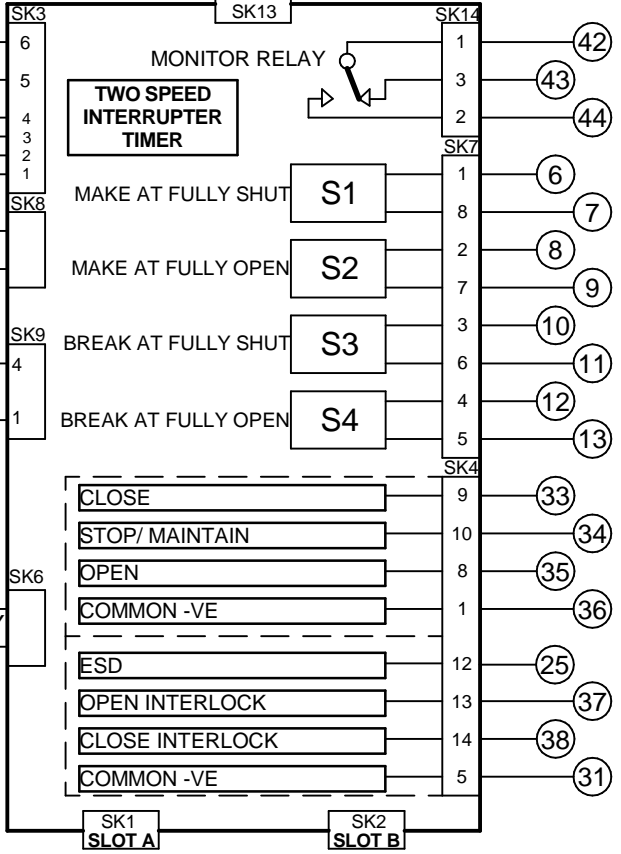 SK3
SK13
SK14
6
MONITOR RELAY
1
42
5
3
43
TWO SPEED
INTERRUPTER
TIMER
4
2
44
3
2
1
SK7
MAKE AT FULLY SHUT
S1
1
6
SK8
8
7
MAKE AT FULLY OPEN
S2
2
8
7
9
SK9
BREAK AT FULLY SHUT
S3
3
10
4
6
11
BREAK AT FULLY OPEN
S4
4
12
1
5
13
SK4
CLOSE
9
33
STOP/ MAINTAIN
10
34
SK6
OPEN
8
35
COMMON -VE
1
36
ESD
12
25
OPEN INTERLOCK
13
37
CLOSE INTERLOCK
14
38
COMMON -VE
5
31
SK1
SLOT A
SK2
SLOT B